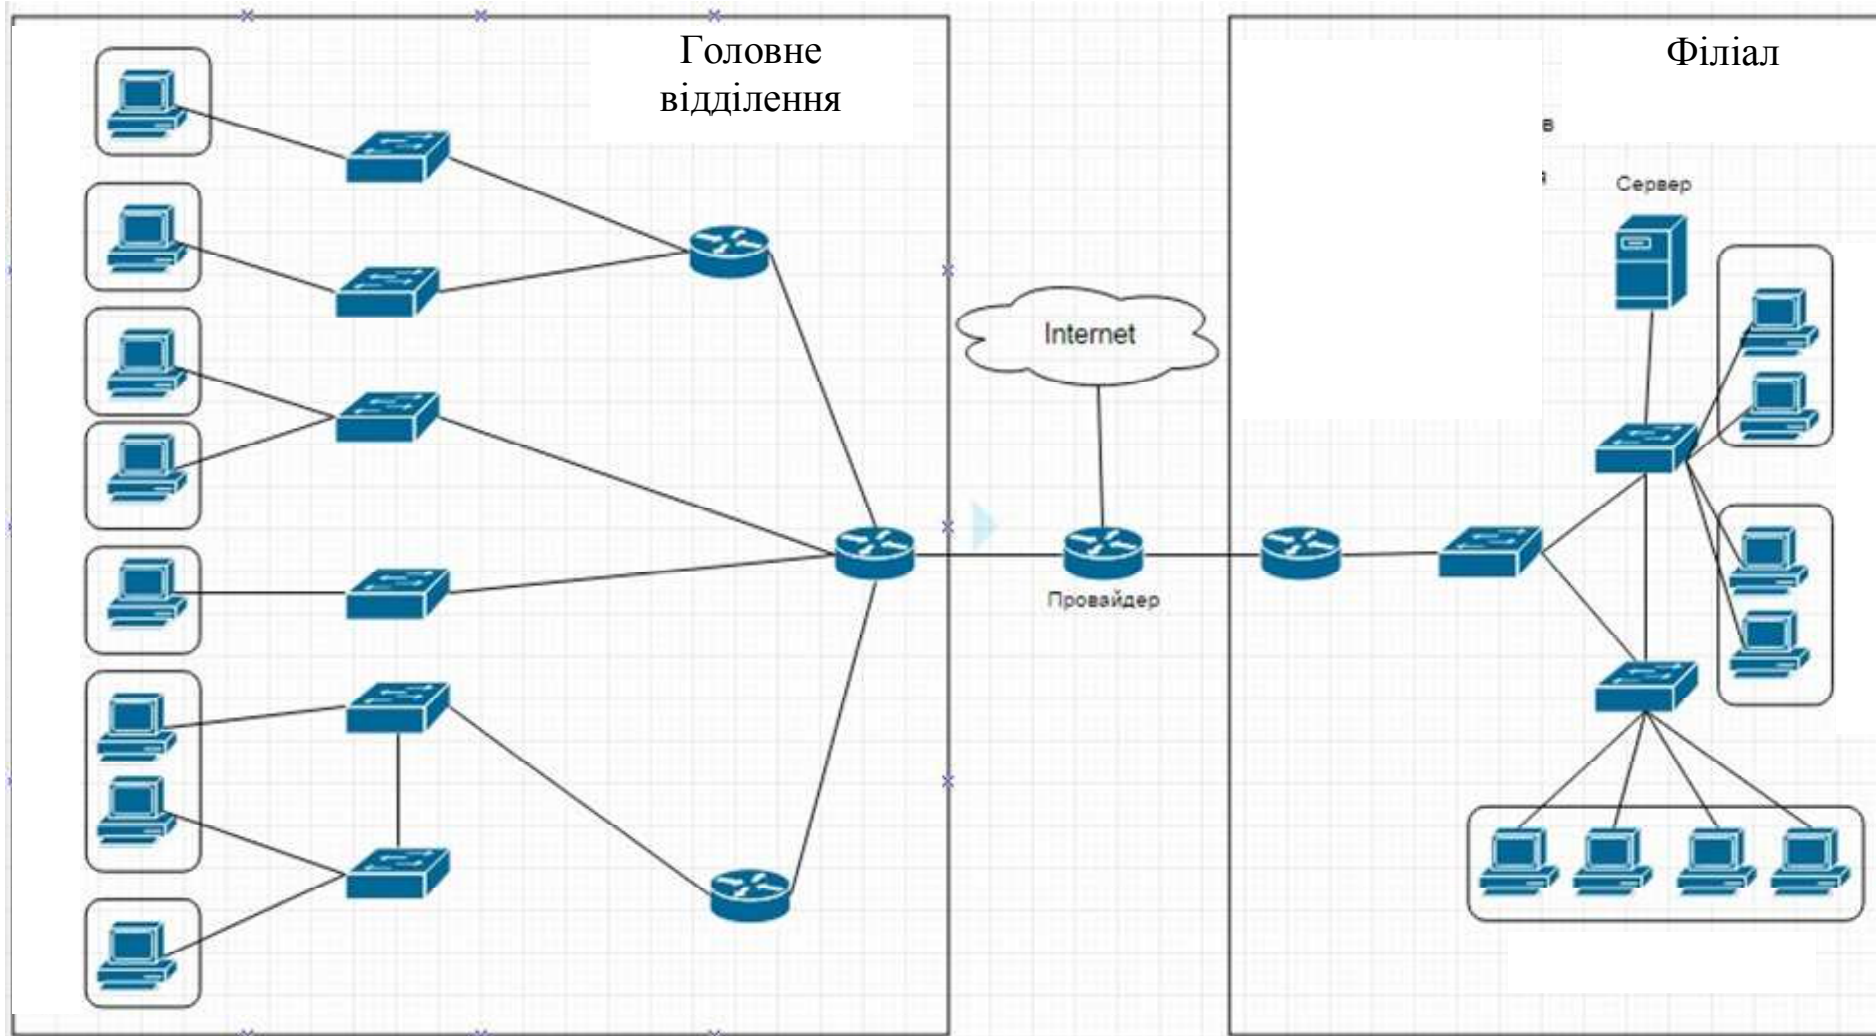 Головне
відділення
Філіал
в
Сервер
Internet
Провайдер